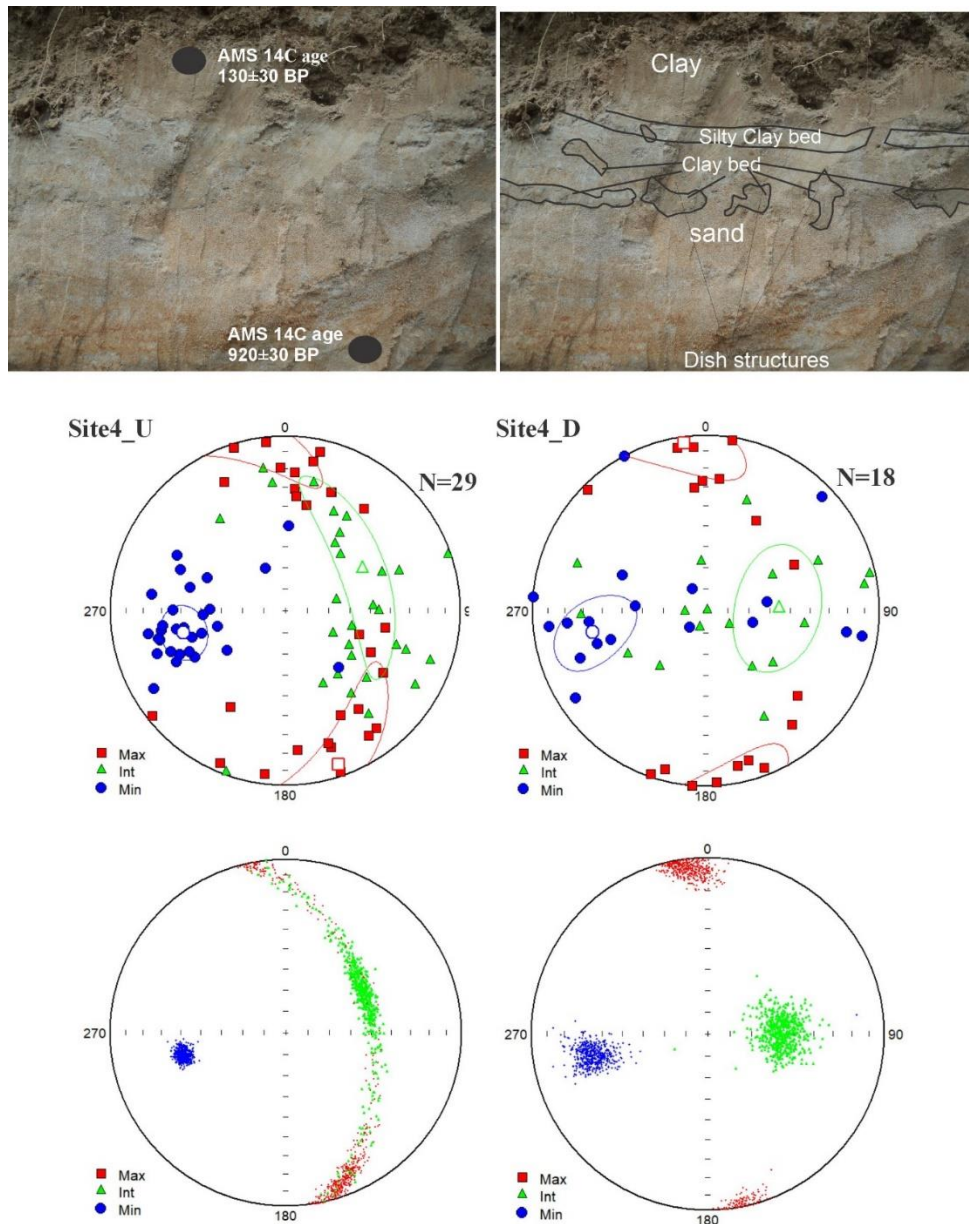 AMS 14C age
130±30 BP
AMS 14C age
920±30 BP
Clay
Silty Clay bed
Clay bed
sand
Dish structures
Site4_U
0
N=29
270
9
180
Max
Int
Min
Site4_D
0
N=18
270
90
180
Max
Int
Min
0
270
90
180
Max
Int
Min
0
270
90
180
Max
Int
Min